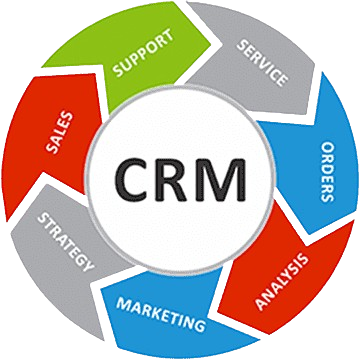 SUPPORT
SERVICE
ORDERS
ANALYSIS
MARKETING
STRATEGY
SALES
CRM